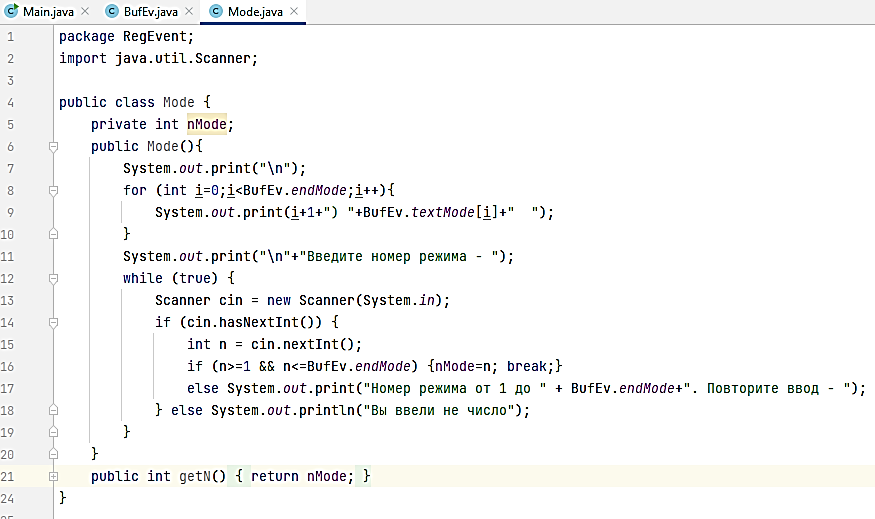 Main.java BufEv.java Mode.java
1 package RegEvent;
2 import java.util.Scanner;
3
4 public class Mode {
5 private int nMode;
6 public Mode(){
7 System.out.print("\n");
8 for (int i=0;i<BufEv.endMode;i++){
9 System.out.print(i+1+") "+BufEv.textMode[i]+"  ");
10 }
11 System.out.print("\n"+"Введите номер режима - ");
12 while (true) {
13 Scanner cin = new Scanner(System.in);
14 if (cin.hasNextInt()) {
15 int n = cin.nextInt();
16 if (n>=1 && n<=BufEv.endMode) {nMode=n; break;}
17 else System.out.print("Номер режима от 1 до " + BufEv.endMode+". Повторите ввод - ");
18 } else System.out.println("Вы ввели не число");
19 }
20 }
21 public int getN() { return nMode; }
24 }
25